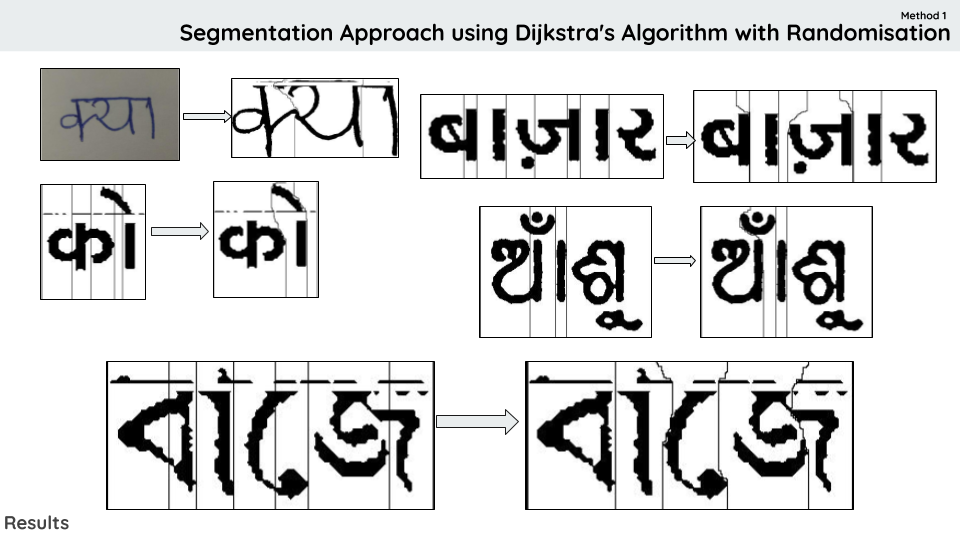 Method 1
Segmentation Approach using Dijkstra's Algorithm with Randomisation
क्या
क्या
बाज़ार
बाज़ार
को
को
ଆଁଶୁ
ଆଁଶୁ
বাজে
বাজে
Results